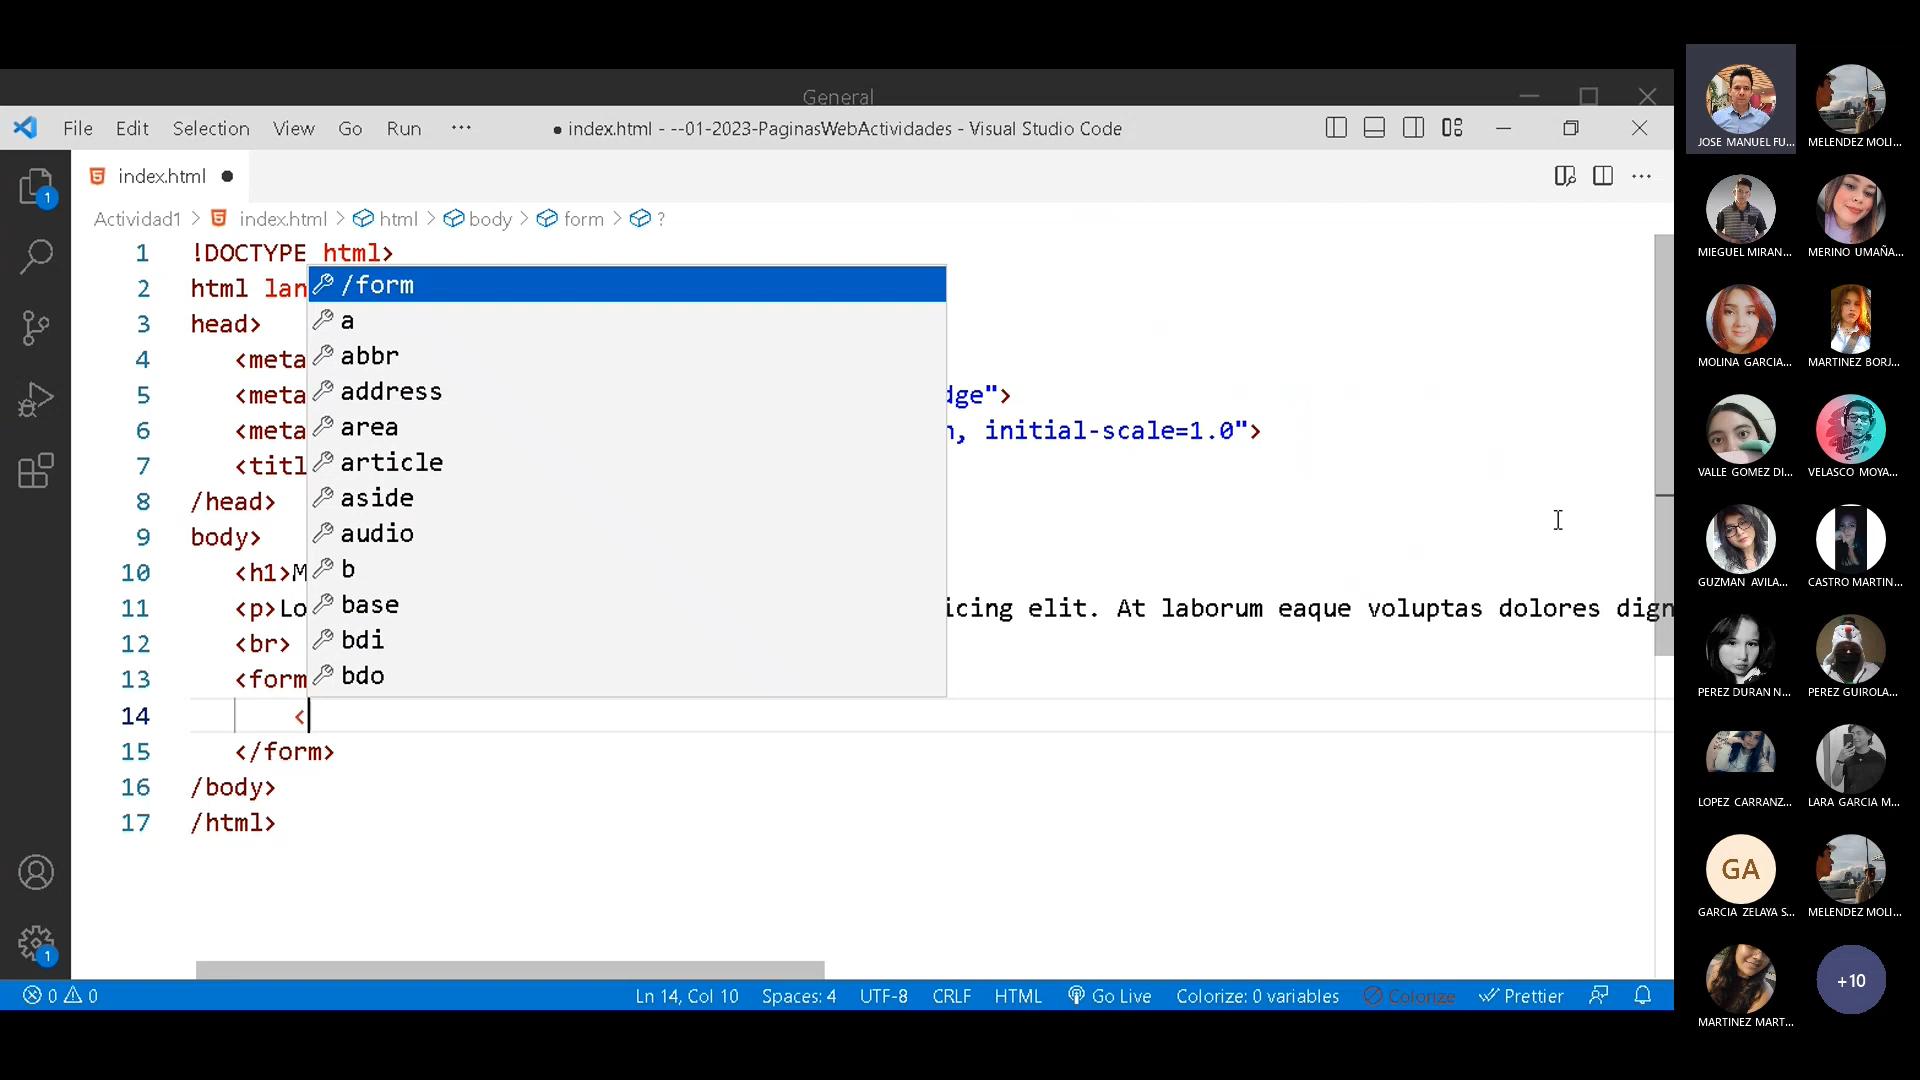 General
File Edit Selection View Go Run ···
● index.html - --01-2023-PaginasWebActividades - Visual Studio Code
index.html ●
Actividad1 > index.html > html > body > form > ?
1 !DOCTYPE html>
2 html lan
3 head>
4 <meta
5 <meta dge">
6 <meta n, initial-scale=1.0">
7 <titl
8 /head>
9 body>
10 <h1>M
11 <p>Lo icing elit. At laborum eaque voluptas dolores dign
12 <br>
13 <form
14 <
15 </form>
16 /body>
17 /html>
/form
a
abbr
address
area
article
aside
audio
b
base
bdi
bdo
1
1
0 0
Ln 14, Col 10 Spaces: 4 UTF-8 CRLF HTML Go Live Colorize: 0 variables Colorize Prettier
JOSE MANUEL FU... MELENDEZ MOLI...
MIEGUEL MIRAN... MERINO UMAÑA...
MOLINA GARCIA... MARTINEZ BORJ...
VALLE GOMEZ DI... VELASCO MOYA...
GUZMAN AVILA... CASTRO MARTIN...
PEREZ DURAN N... PEREZ GUIROLA...
LOPEZ CARRANZ... LARA GARCIA M...
GA
GARCIA ZELAYA S... MELENDEZ MOLI...
+10
MARTINEZ MART...